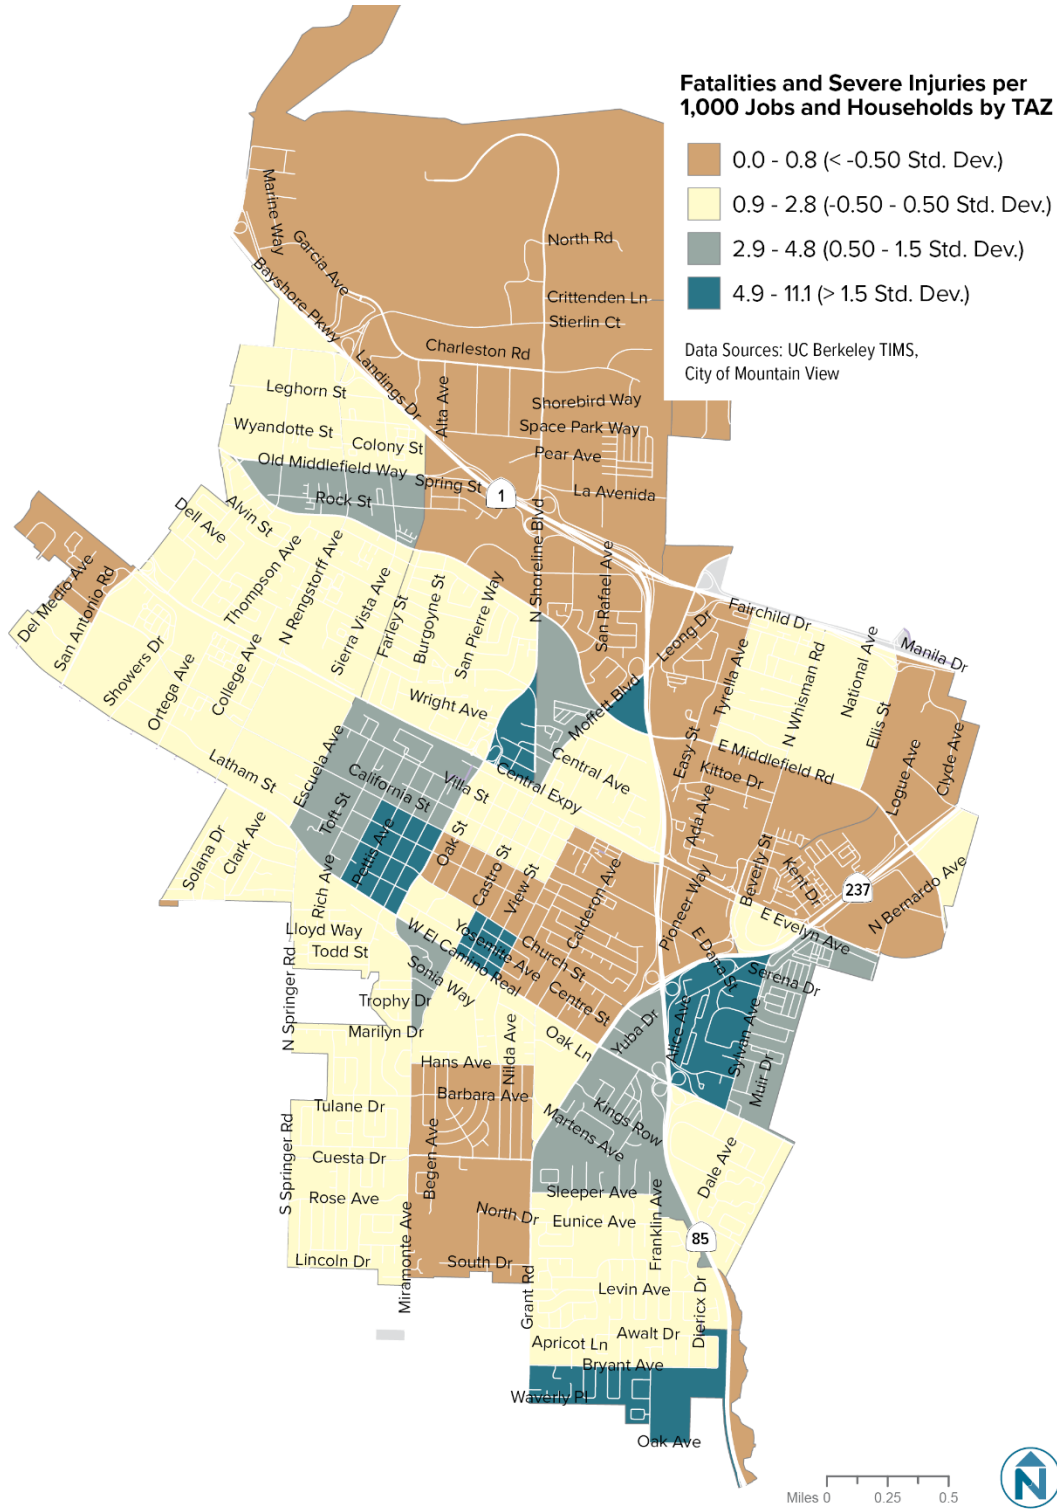 Fatalities and Severe Injuries per
1,000 Jobs and Households by TAZ
0.0 - 0.8 (< -0.50 Std. Dev.)
0.9 - 2.8 (-0.50 - 0.50 Std. Dev.)
2.9 - 4.8 (0.50 - 1.5 Std. Dev.)
4.9 - 11.1 (> 1.5 Std. Dev.)
Data Sources: UC Berkeley TIMS,
City of Mountain View
Marine Way
Garcia Ave
North Rd
Bayshore Pkwy
Crittenden Ln
Stierlin Ct
Charleston Rd
Landings Dr
Alta Ave
Leghorn St
Shorebird Way
Wyandotte St
Space Park Way
Colony St
Pear Ave
Old Middlefield Way
Spring St
La Avenida
Rock St
1
Alvin St
Dell Ave
N Shoreline Blvd
Thompson Ave
N Rengstorff Ave
Sierra Vista Ave
Farley St
Burgoyne St
San Pierre Way
San Rafael Ave
Del Medio Ave
San Antonio Rd
Fairchild Dr
Manila Dr
Leong Dr
Showers Dr
Ortega Ave
College Ave
Tyrella Ave
N Whisman Rd
National Ave
Ellis St
Wright Ave
Moffett Blvd
Easy St
E Middlefield Rd
Logue Ave
Clyde Ave
Latham St
Escuela Ave
California St
Villa St
Central Expy
Central Ave
Kittoe Dr
Toft St
Pettis Ave
Oak St
Castro St
View St
Calderon Ave
Ada Ave
Beverly St
Kent Dr
237
N Bernardo Ave
Solana Dr
Clark Ave
Rich Ave
Pioneer Way
E Evelyn Ave
Lloyd Way
Todd St
W El Camino Real
Yosemite Ave
Church St
E Dana St
Serena Dr
Sonia Way
Centre St
N Springer Rd
Trophy Dr
Marilyn Dr
Oak Ln
Yuba Dr
Alice Ave
Sylvan Ave
Muir Dr
Hans Ave
Nilda Ave
Barbara Ave
Tulane Dr
Kings Row
Martens Ave
Dale Ave
S Springer Rd
Cuesta Dr
Begen Ave
Rose Ave
Sleeper Ave
North Dr
Eunice Ave
Franklin Ave
85
Lincoln Dr
Miramonte Ave
South Dr
Grant Rd
Levin Ave
Diericx Dr
Apricot Ln
Awalt Dr
Bryant Ave
Waverly Pl
Oak Ave
N
Miles 0 0.25 0.5